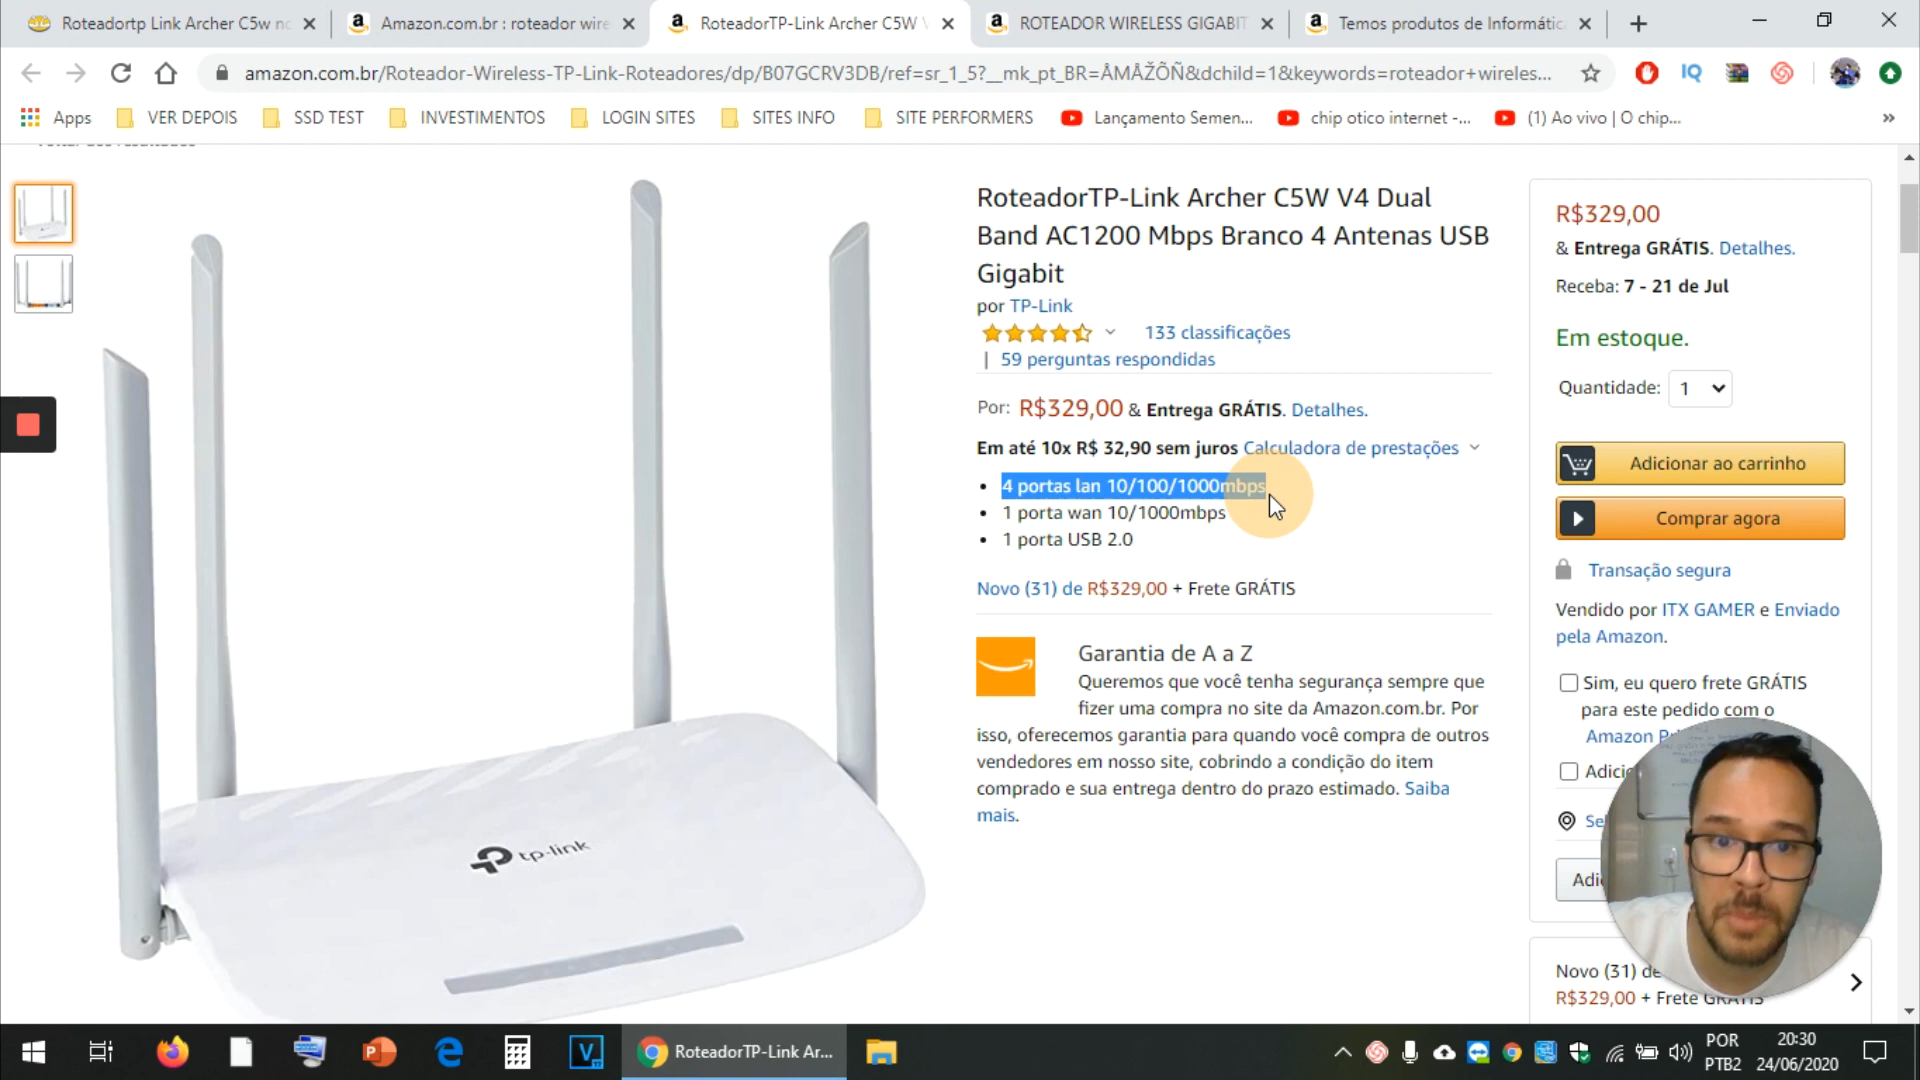 Roteadortp Link Archer C5w no
Amazon.com.br : roteador wire
RoteadorTP-Link Archer C5W V
ROTEADOR WIRELESS GIGABIT
Temos produtos de Informátic
amazon.com.br/Roteador-Wireless-TP-Link-Roteadores/dp/B07GCRV3DB/ref=sr_1_5?__mk_pt_BR=ÅMÅŽÕÑ&dchild=1&keywords=roteador+wireles...
IQ
Apps
VER DEPOIS
SSD TEST
INVESTIMENTOS
LOGIN SITES
SITES INFO
SITE PERFORMERS
Lançamento Semen...
chip otico internet -...
(1) Ao vivo | O chip...
»
RoteadorTP-Link Archer C5W V4 Dual
Band AC1200 Mbps Branco 4 Antenas USB
Gigabit
por TP-Link
133 classificações
| 59 perguntas respondidas
Por: R$329,00 & Entrega GRÁTIS. Detalhes.
Em até 10x R$ 32,90 sem juros Calculadora de prestações
• 4 portas lan 10/100/1000mbps
• 1 porta wan 10/1000mbps
• 1 porta USB 2.0
Novo (31) de R$329,00 + Frete GRÁTIS
Garantia de A a Z
Queremos que você tenha segurança sempre que
fizer uma compra no site da Amazon.com.br. Por
isso, oferecemos garantia para quando você compra de outros
vendedores em nosso site, cobrindo a condição do item
comprado e sua entrega dentro do prazo estimado. Saiba
mais.
tp-link
R$329,00
& Entrega GRÁTIS. Detalhes.
Receba: 7 - 21 de Jul
Em estoque.
Quantidade: 1
Adicionar ao carrinho
Comprar agora
Transação segura
Vendido por ITX GAMER e Enviado
pela Amazon.
Sim, eu quero frete GRÁTIS
para este pedido com o
Amazon
Adici
Se
Adi
Novo (31) de
R$329,00 + Frete GRÁTIS
RoteadorTP-Link Ar...
POR
PTB2
20:30
24/06/2020